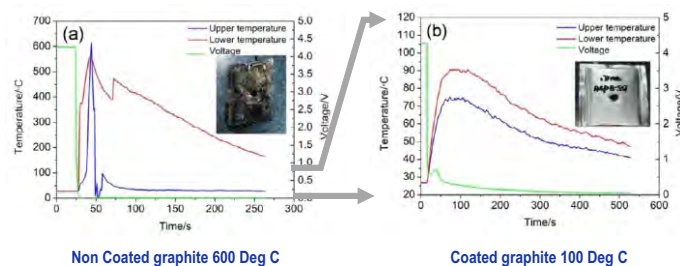 (a)
Upper temperature
Lower temperature
Voltage
Temperature/°C
700
600
500
400
300
200
100
0
5.0
4.5
4.0
3.5
3.0
2.5
2.0
1.5
1.0
0.5
0.0
Voltage/V
0 50 100 150 200 250 300
Time/s
(b)
Upper temperature
Lower temperature
Voltage
Temperature/°C
120
110
100
90
80
70
60
50
40
30
20
5
4
3
2
1
0
Voltage/V
0 100 200 300 400 500 600
Time/s
Non Coated graphite 600 Deg C
Coated graphite 100 Deg C